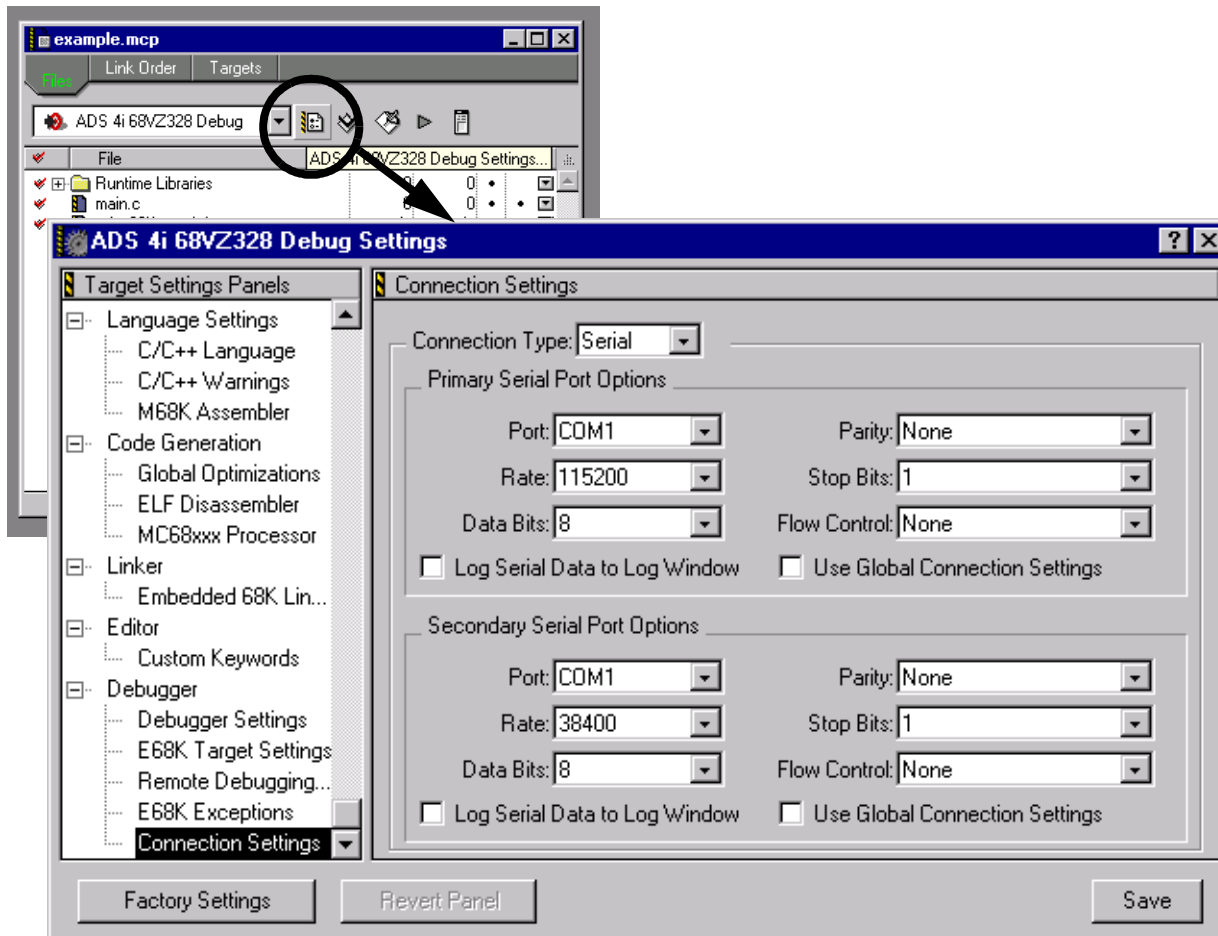 example.mcp
Files
Link Order
Targets
ADS 4i 68VZ328 Debug
File
ADS 4i 68VZ328 Debug Settings...
Runtime Libraries
0 0
main.c
0 0
ADS 4i 68VZ328 Debug Settings
Target Settings Panels
Language Settings
C/C++ Language
C/C++ Warnings
M68K Assembler
Code Generation
Global Optimizations
ELF Disassembler
MC68xxx Processor
Linker
Embedded 68K Lin...
Editor
Custom Keywords
Debugger
Debugger Settings
E68K Target Settings
Remote Debugging...
E68K Exceptions
Connection Settings
Connection Settings
Connection Type: Serial
Primary Serial Port Options
Port: COM1
Parity: None
Rate: 115200
Stop Bits: 1
Data Bits: 8
Flow Control: None
Log Serial Data to Log Window
Use Global Connection Settings
Secondary Serial Port Options
Port: COM1
Parity: None
Rate: 38400
Stop Bits: 1
Data Bits: 8
Flow Control: None
Log Serial Data to Log Window
Use Global Connection Settings
Factory Settings
Revert Panel
Save